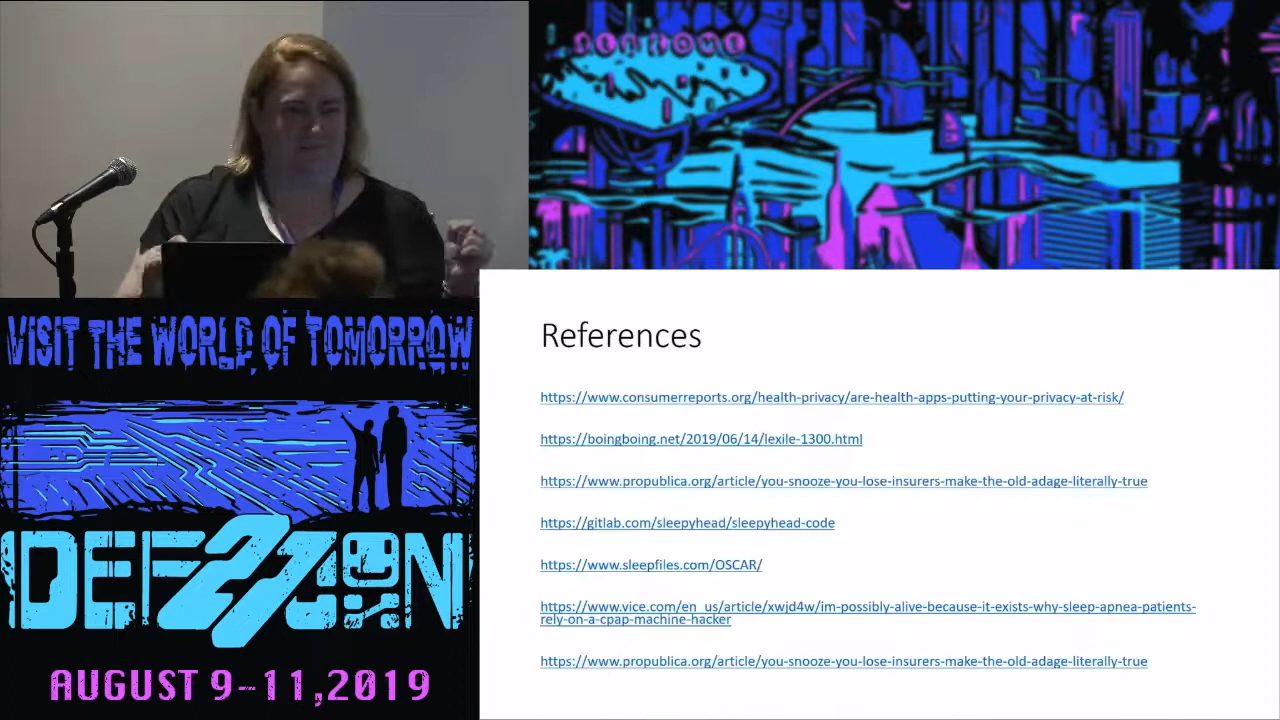 WELCOME
VISIT THE WORLD OF TOMORROW
DEF 27 CON
AUGUST 9-11,2019
References
https://www.consumerreports.org/health-privacy/are-health-apps-putting-your-privacy-at-risk/
https://boingboing.net/2019/06/14/lexile-1300.html
https://www.propublica.org/article/you-snooze-you-lose-insurers-make-the-old-adage-literally-true
https://gitlab.com/sleepyhead/sleepyhead-code
https://www.sleepfiles.com/OSCAR/
https://www.vice.com/en_us/article/xwjd4w/im-possibly-alive-because-it-exists-why-sleep-apnea-patients-
rely-on-a-cpap-machine-hacker
https://www.propublica.org/article/you-snooze-you-lose-insurers-make-the-old-adage-literally-true